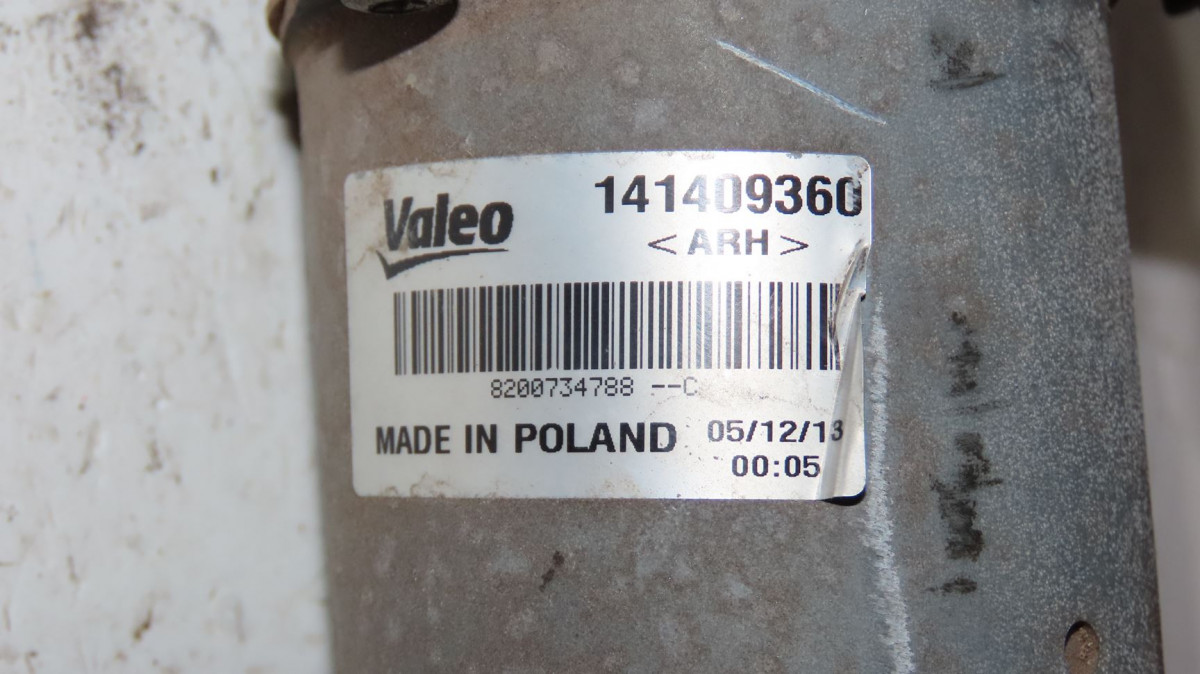 Valeo
141409360
<ARH>
8200734788 --C
MADE IN POLAND
05/12/13
00:05